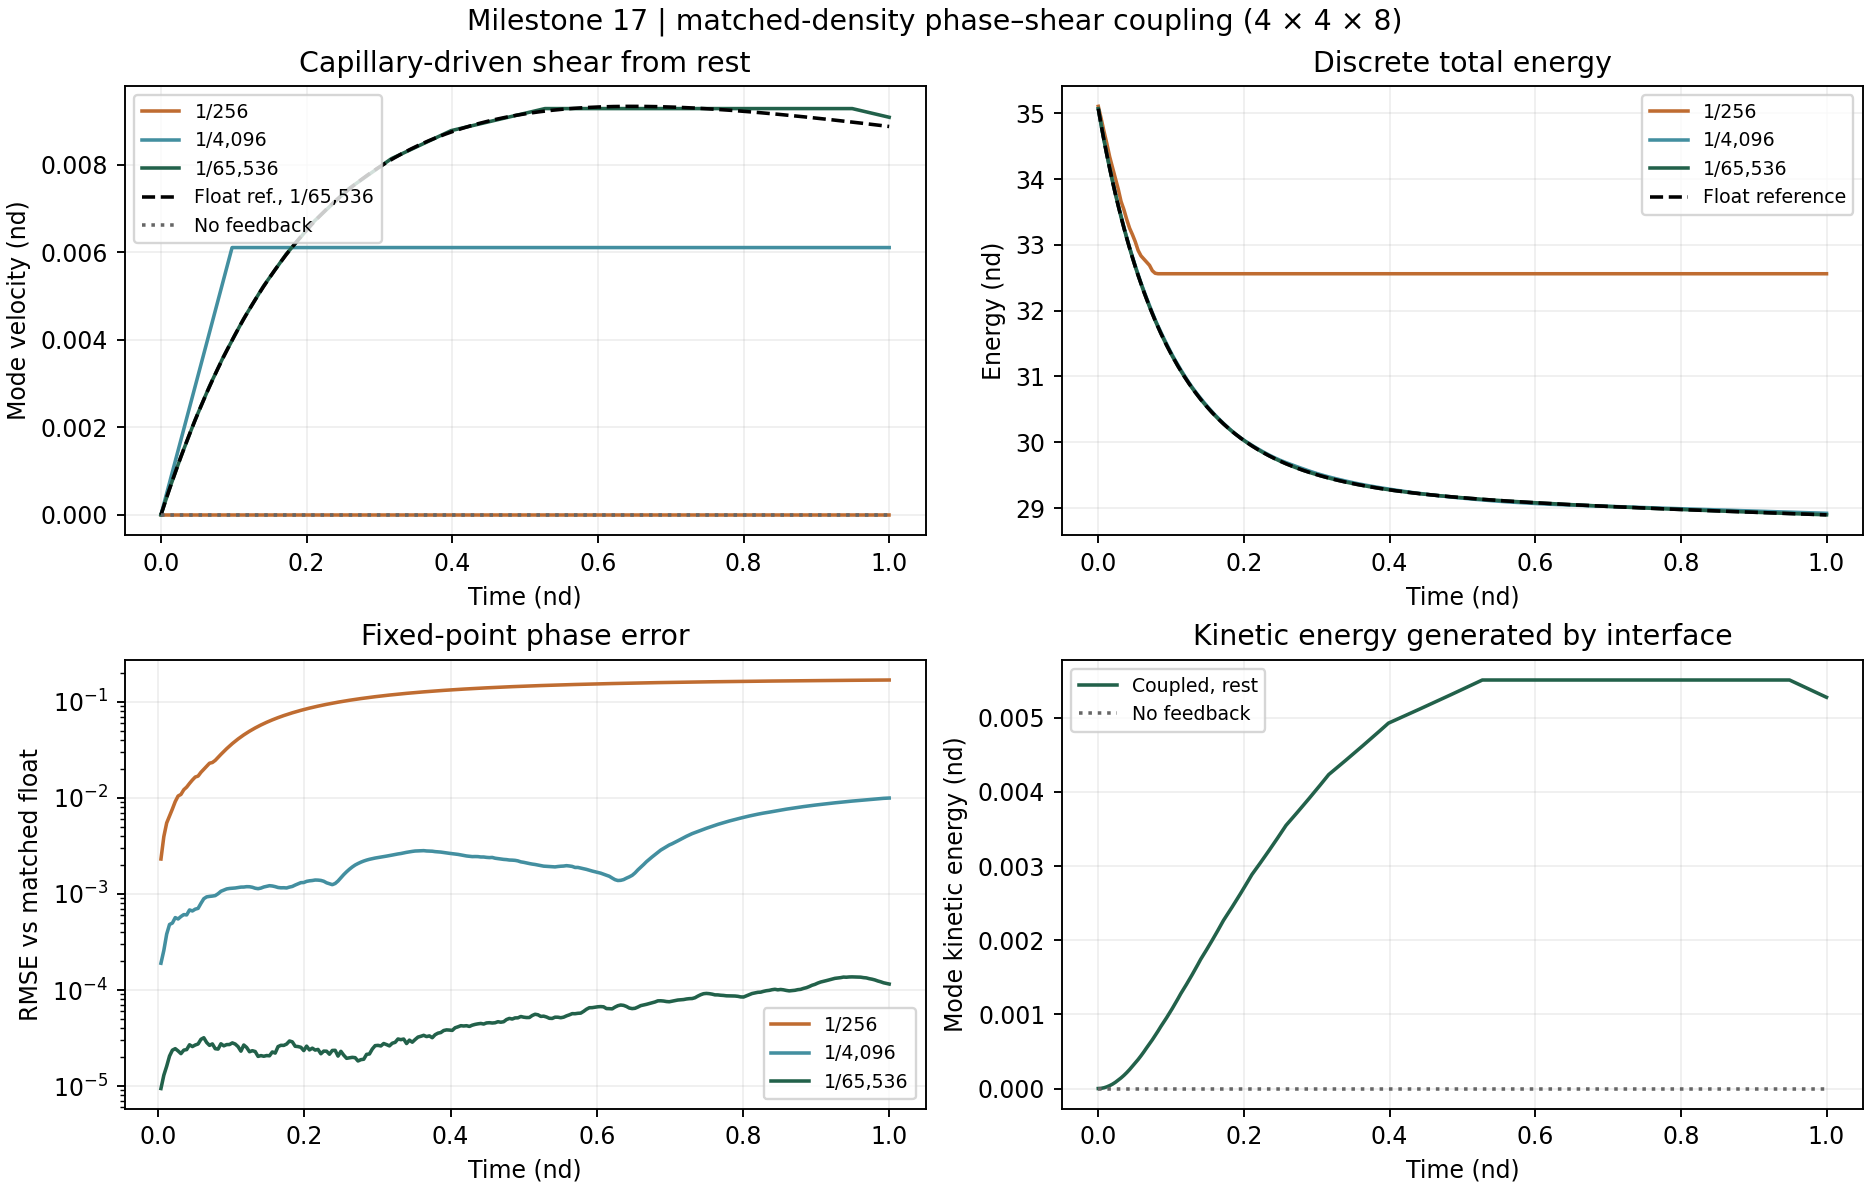 Milestone 17 | matched-density phase–shear coupling (4 × 4 × 8)
Capillary-driven shear from rest
Mode velocity (nd)
0.008
0.006
0.004
0.002
0.000
1/256
1/4,096
1/65,536
Float ref., 1/65,536
No feedback
0.0 0.2 0.4 0.6 0.8 1.0
Time (nd)
Discrete total energy
Energy (nd)
35
34
33
32
31
30
29
1/256
1/4,096
1/65,536
Float reference
0.0 0.2 0.4 0.6 0.8 1.0
Time (nd)
Fixed-point phase error
RMSE vs matched float
10⁻¹
10⁻²
10⁻³
10⁻⁴
10⁻⁵
1/256
1/4,096
1/65,536
0.0 0.2 0.4 0.6 0.8 1.0
Time (nd)
Kinetic energy generated by interface
Mode kinetic energy (nd)
0.005
0.004
0.003
0.002
0.001
0.000
Coupled, rest
No feedback
0.0 0.2 0.4 0.6 0.8 1.0
Time (nd)